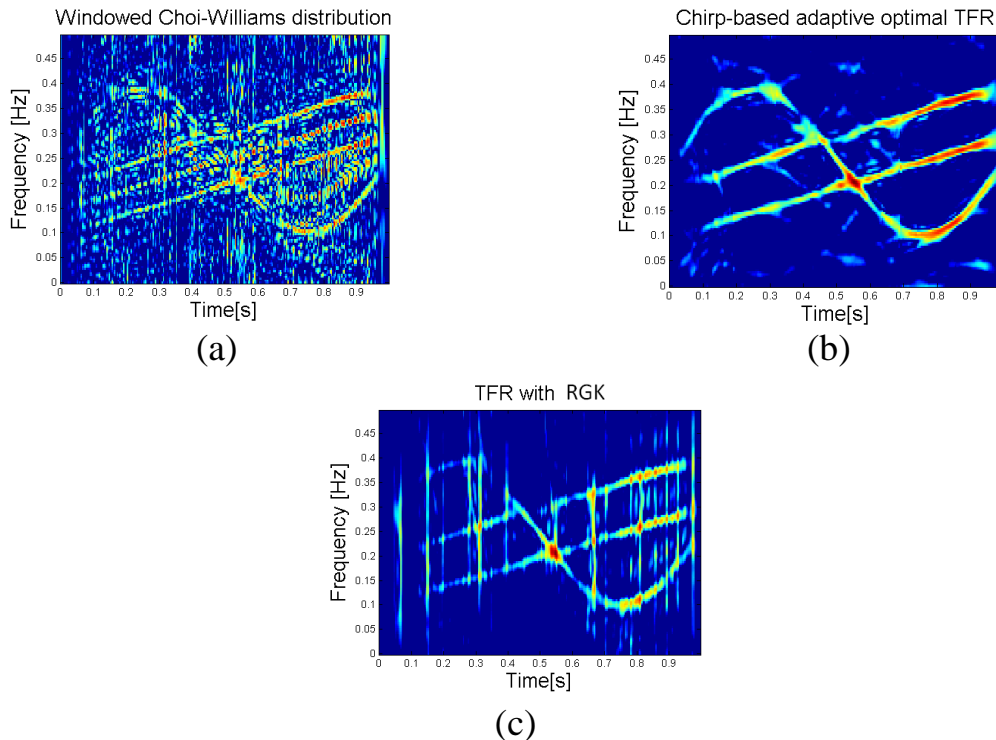 Windowed Choi-Williams distribution
Frequency [Hz]
0.45
0.4
0.35
0.3
0.25
0.2
0.15
0.1
0.05
0
0 0.1 0.2 0.3 0.4 0.5 0.6 0.7 0.8 0.9
Time[s]
(a)
Chirp-based adaptive optimal TFR
Frequency [Hz]
0.45
0.4
0.35
0.3
0.25
0.2
0.15
0.1
0.05
0
0 0.1 0.2 0.3 0.4 0.5 0.6 0.7 0.8 0.9
Time[s]
(b)
TFR with RGK
Frequency [Hz]
0.45
0.4
0.35
0.3
0.25
0.2
0.15
0.1
0.05
0
0 0.1 0.2 0.3 0.4 0.5 0.6 0.7 0.8 0.9
Time[s]
(c)